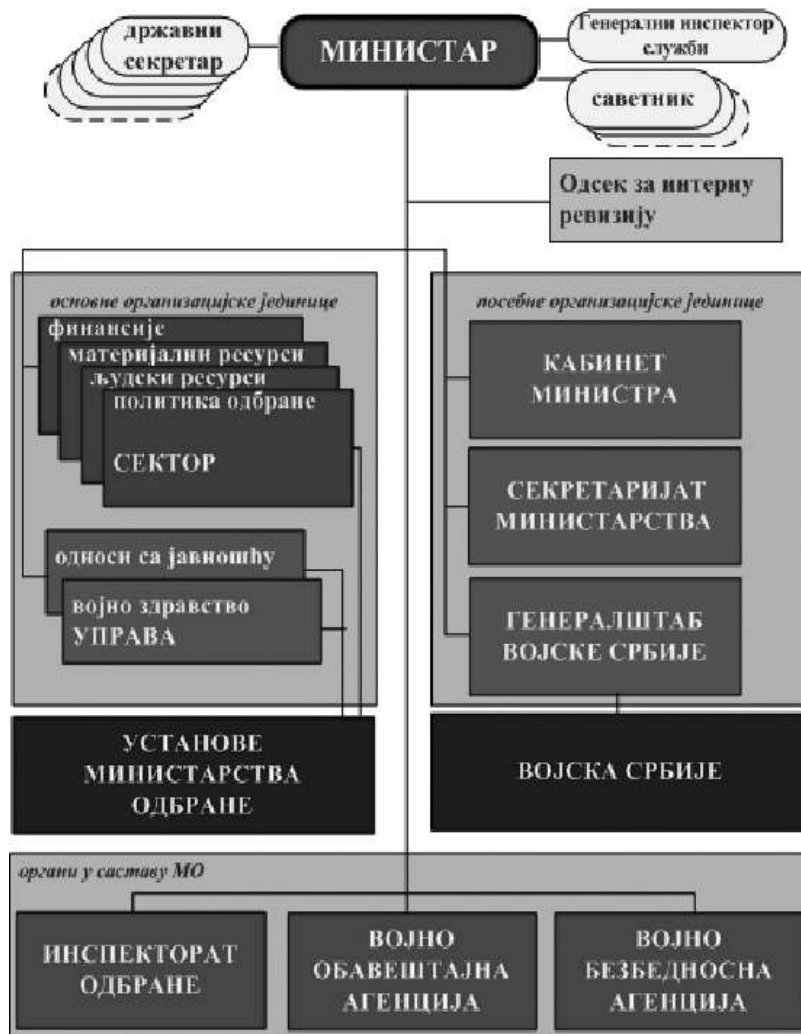 државни
секретар
МИНИСТАР
Генерални инспектор
служби
саветник
Одсек за интерну
ревизију
основне организацијске јединице
финансије
материјални ресурси
људски ресурси
политика одбране
СЕКТОР
односи са јавношћу
војно здравство
УПРАВА
УСТАНОВЕ
МИНИСТАРСТВА
ОДБРАНЕ
посебне организацијске јединице
КАБИНЕТ
МИНИСТРА
СЕКРЕТАРИЈАТ
МИНИСТАРСТВА
ГЕНЕРАЛШТАБ
ВОЈСКЕ СРБИЈЕ
ВОЈСКА СРБИЈЕ
органи у саставу МО
ИНСПЕКТОРАТ
ОДБРАНЕ
ВОЈНО
ОБАВЕШТАЈНА
АГЕНЦИЈА
ВОЈНО
БЕЗБЕДНОСНА
АГЕНЦИЈА